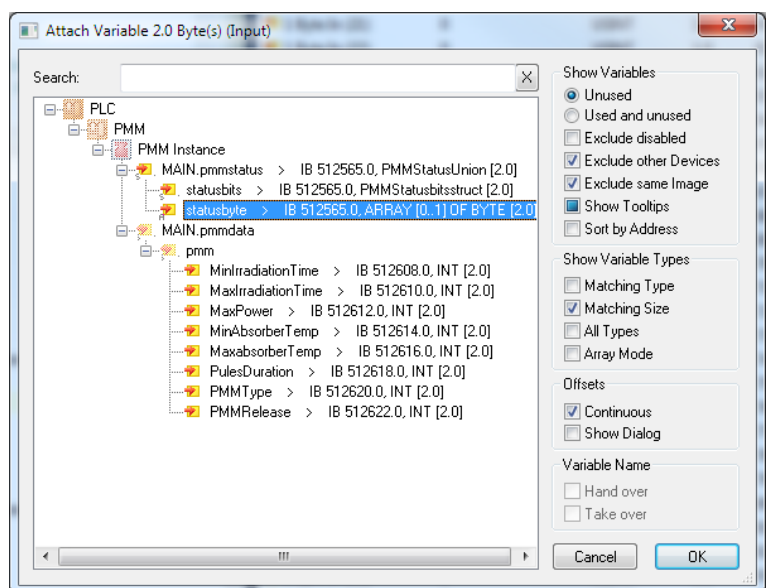 Attach Variable 2.0 Byte(s) (Input)
Search:
PLC
PMM
PMM Instance
MAIN.pmmstatus > IB 512565.0, PMMStatusUnion [2.0]
statusbits > IB 512565.0, PMMStatusbitsstruct [2.0]
statusbyte > IB 512565.0, ARRAY [0..1] OF BYTE [2.0]
MAIN.pmmdata
pmm
MinIrradiationTime > IB 512608.0, INT [2.0]
MaxIrradiationTime > IB 512610.0, INT [2.0]
MaxPower > IB 512612.0, INT [2.0]
MinAbsorberTemp > IB 512614.0, INT [2.0]
MaxabsorberTemp > IB 512616.0, INT [2.0]
PulesDuration > IB 512618.0, INT [2.0]
PMMType > IB 512620.0, INT [2.0]
PMMRelease > IB 512622.0, INT [2.0]
Show Variables
Unused
Used and unused
Exclude disabled
Exclude other Devices
Exclude same Image
Show Tooltips
Sort by Address
Show Variable Types
Matching Type
Matching Size
All Types
Array Mode
Offsets
Continuous
Show Dialog
Variable Name
Hand over
Take over
Cancel
OK